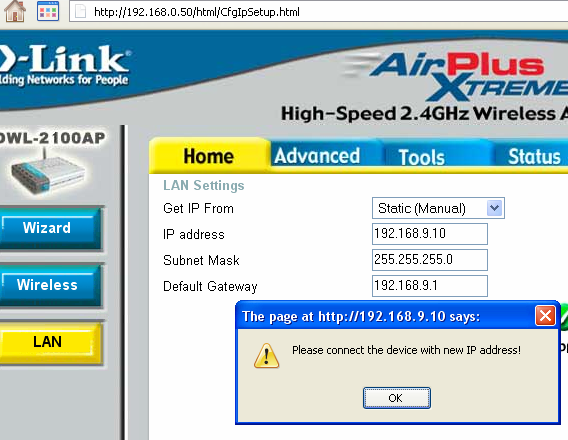 http://192.168.0.50/html/CfgIpSetup.html
D-Link
lding Networks for People
AirPlus
XTREME
High-Speed 2.4GHz Wireless A
DWL-2100AP
Home
Advanced
Tools
Status
LAN Settings
Get IP From
Static (Manual)
Wizard
IP address
192.168.9.10
Subnet Mask
255.255.255.0
Wireless
Default Gateway
192.168.9.1
LAN
The page at http://192.168.9.10 says:
Please connect the device with new IP address!
OK